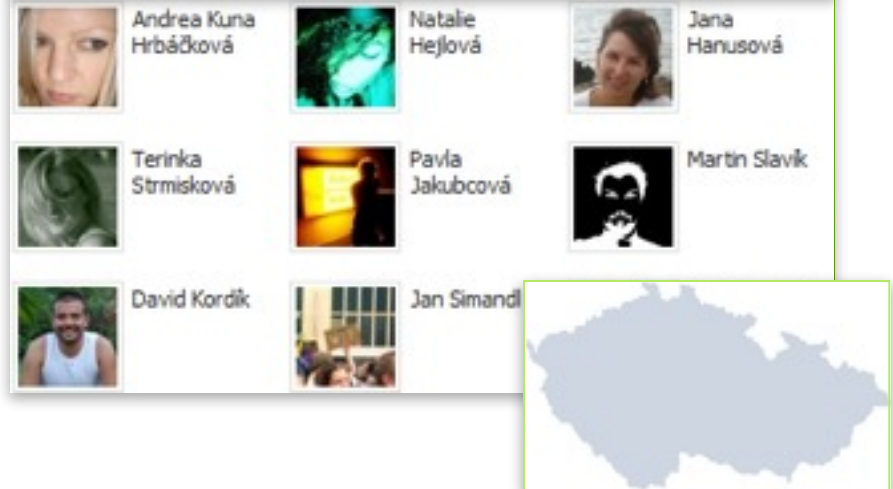 Andrea Kuna
Hrbáčková
Natalie
Hejlová
Jana
Hanusová
Terinka
Strmisková
Pavla
Jakubcová
Martin Slavík
David Kordík
Jan Simandl